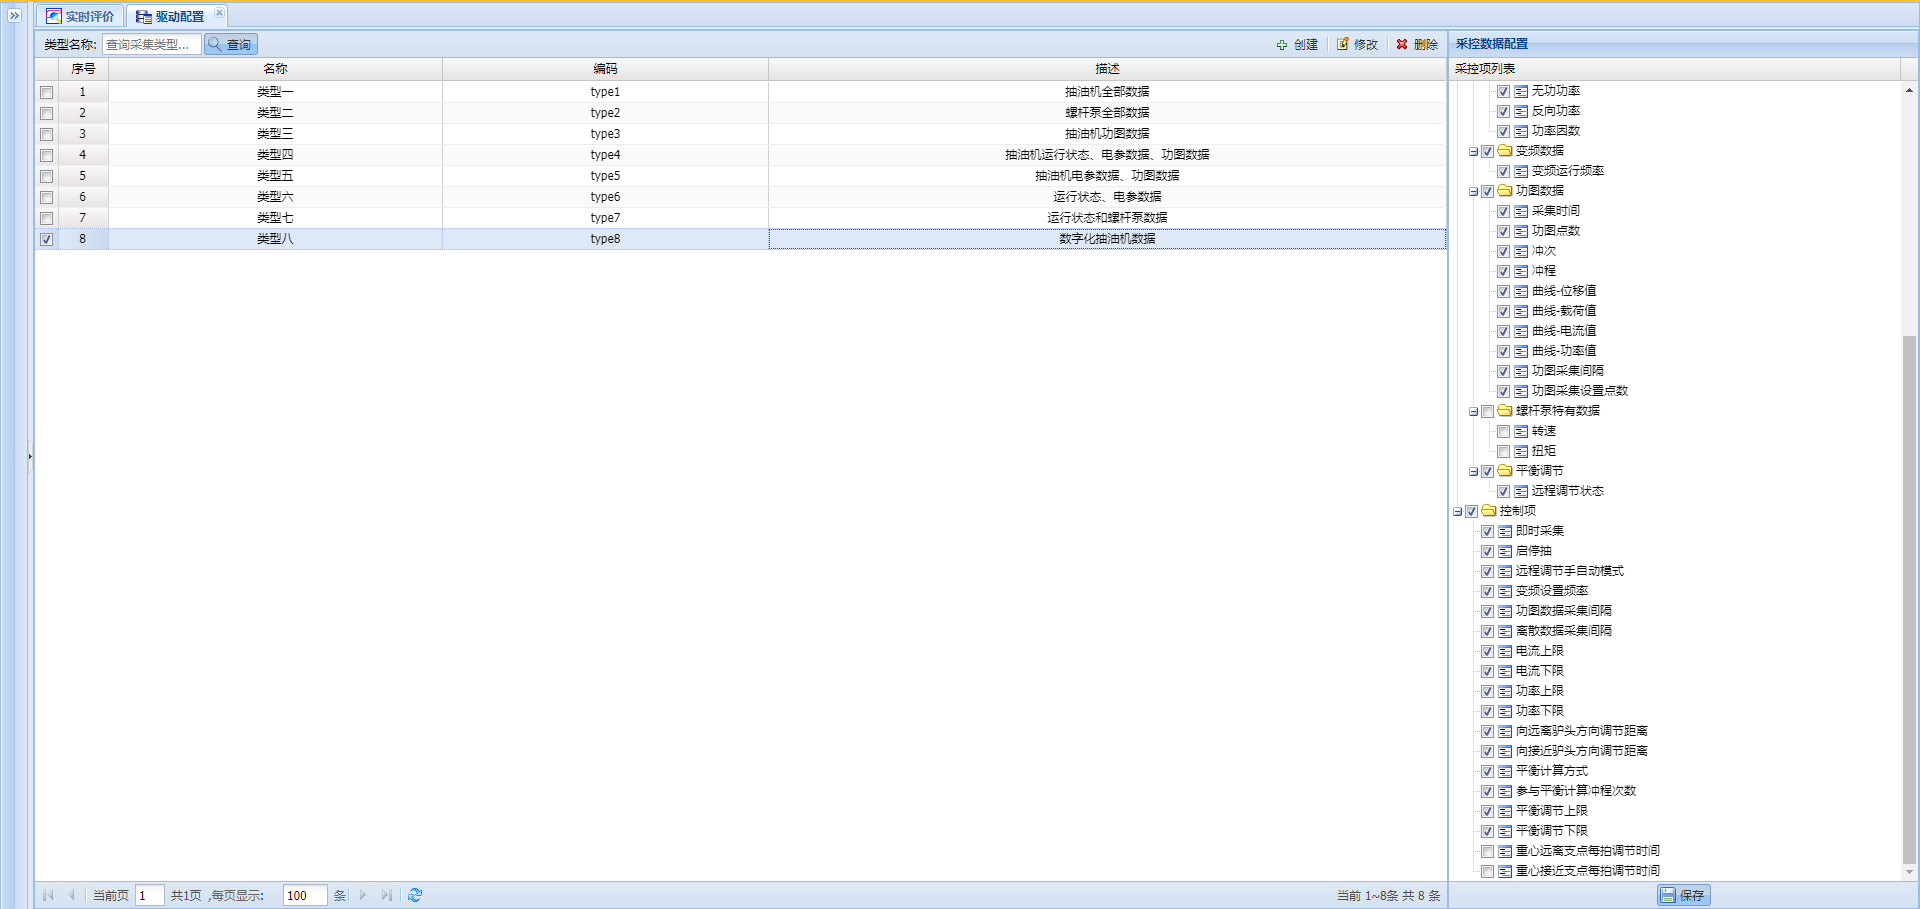 实时评价 驱动配置
类型名称: 查询采集类型... 查询 创建 修改 删除
序号 名称 编码 描述
1 类型一 type1 抽油机全部数据
2 类型二 type2 螺杆泵全部数据
3 类型三 type3 抽油机功图数据
4 类型四 type4 抽油机运行状态、电参数据、功图数据
5 类型五 type5 抽油机电参数据、功图数据
6 类型六 type6 运行状态、电参数据
7 类型七 type7 运行状态和螺杆泵数据
8 类型八 type8 数字化抽油机数据
当前页 1 共1页 ,每页显示: 100 条 当前 1~8条 共 8 条
采控数据配置
采控项列表
无功功率
反向功率
功率因数
变频数据
变频运行频率
功图数据
采集时间
功图点数
冲次
冲程
曲线-位移值
曲线-载荷值
曲线-电流值
曲线-功率值
功图采集间隔
功图采集设置点数
螺杆泵特有数据
转速
扭矩
平衡调节
远程调节状态
控制项
即时采集
启停抽
远程调节手自动模式
变频设置频率
功图数据采集间隔
离散数据采集间隔
电流上限
电流下限
功率上限
功率下限
向远离驴头方向调节距离
向接近驴头方向调节距离
平衡计算方式
参与平衡计算冲程次数
平衡调节上限
平衡调节下限
重心远离支点每拍调节时间
重心接近支点每拍调节时间
保存